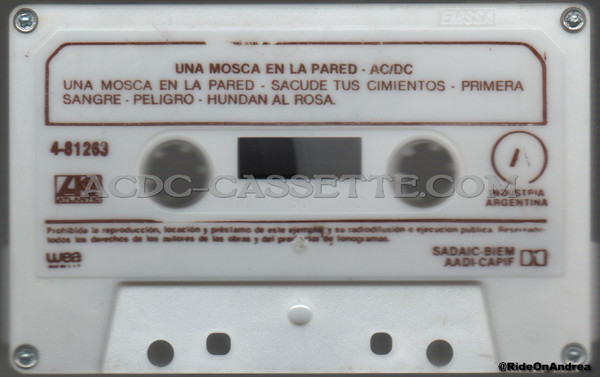 UNA MOSCA EN LA PARED - AC/DC
UNA MOSCA EN LA PARED - SACUDE TUS CIMIENTOS - PRIMERA
SANGRE - PELIGRO - HUNDAN AL ROSA.
4-81263
A
ATLANTIC
ACDC-CASSETTE.COM
INDUSTRIA
ARGENTINA
Prohibida la reproducción, locación y préstamo de este ejemplar y su radiodifusión o ejecucion publica. Reservados
todos los derechos de los autores de las obras y del productor de fonogramas.
wea
SADAIC-BIEM
AADI-CAPIF
@RideOnAndrea